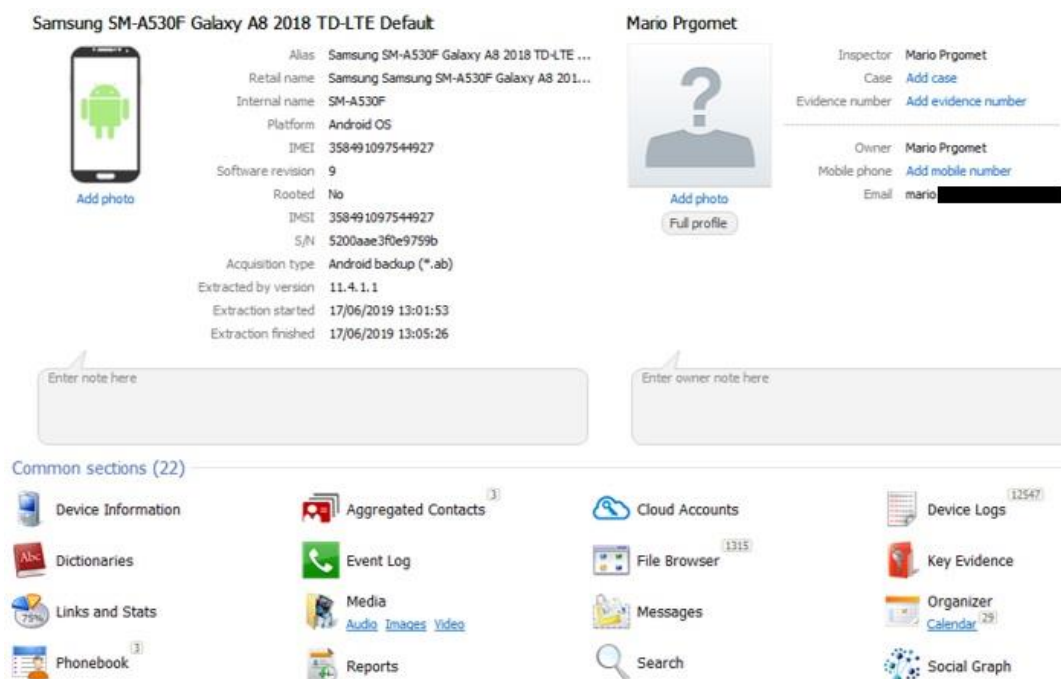 Samsung SM-A530F Galaxy A8 2018 TD-LTE Default
Alias Samsung SM-A530F Galaxy A8 2018 TD-LTE ...
Retail name Samsung Samsung SM-A530F Galaxy A8 201...
Internal name SM-A530F
Platform Android OS
IMEI 358491097544927
Software revision 9
Rooted No
IMSI 358491097544927
S/N 5200aae3f0e9759b
Acquisition type Android backup (*.ab)
Extracted by version 11.4.1.1
Extraction started 17/06/2019 13:01:53
Extraction finished 17/06/2019 13:05:26
Add photo
Enter note here
Mario Prgomet
Inspector Mario Prgomet
Case Add case
Evidence number Add evidence number
Owner Mario Prgomet
Mobile phone Add mobile number
Email mario
?
Add photo
Full profile
Enter owner note here
Common sections (22)
Device Information
Aggregated Contacts 3
Cloud Accounts
Device Logs 12547
Abc Dictionaries
Event Log
File Browser 1315
Key Evidence
75% Links and Stats
Media
Audio Images Video
Messages
Organizer
Calendar 29
Phonebook 3
Reports
Search
Social Graph